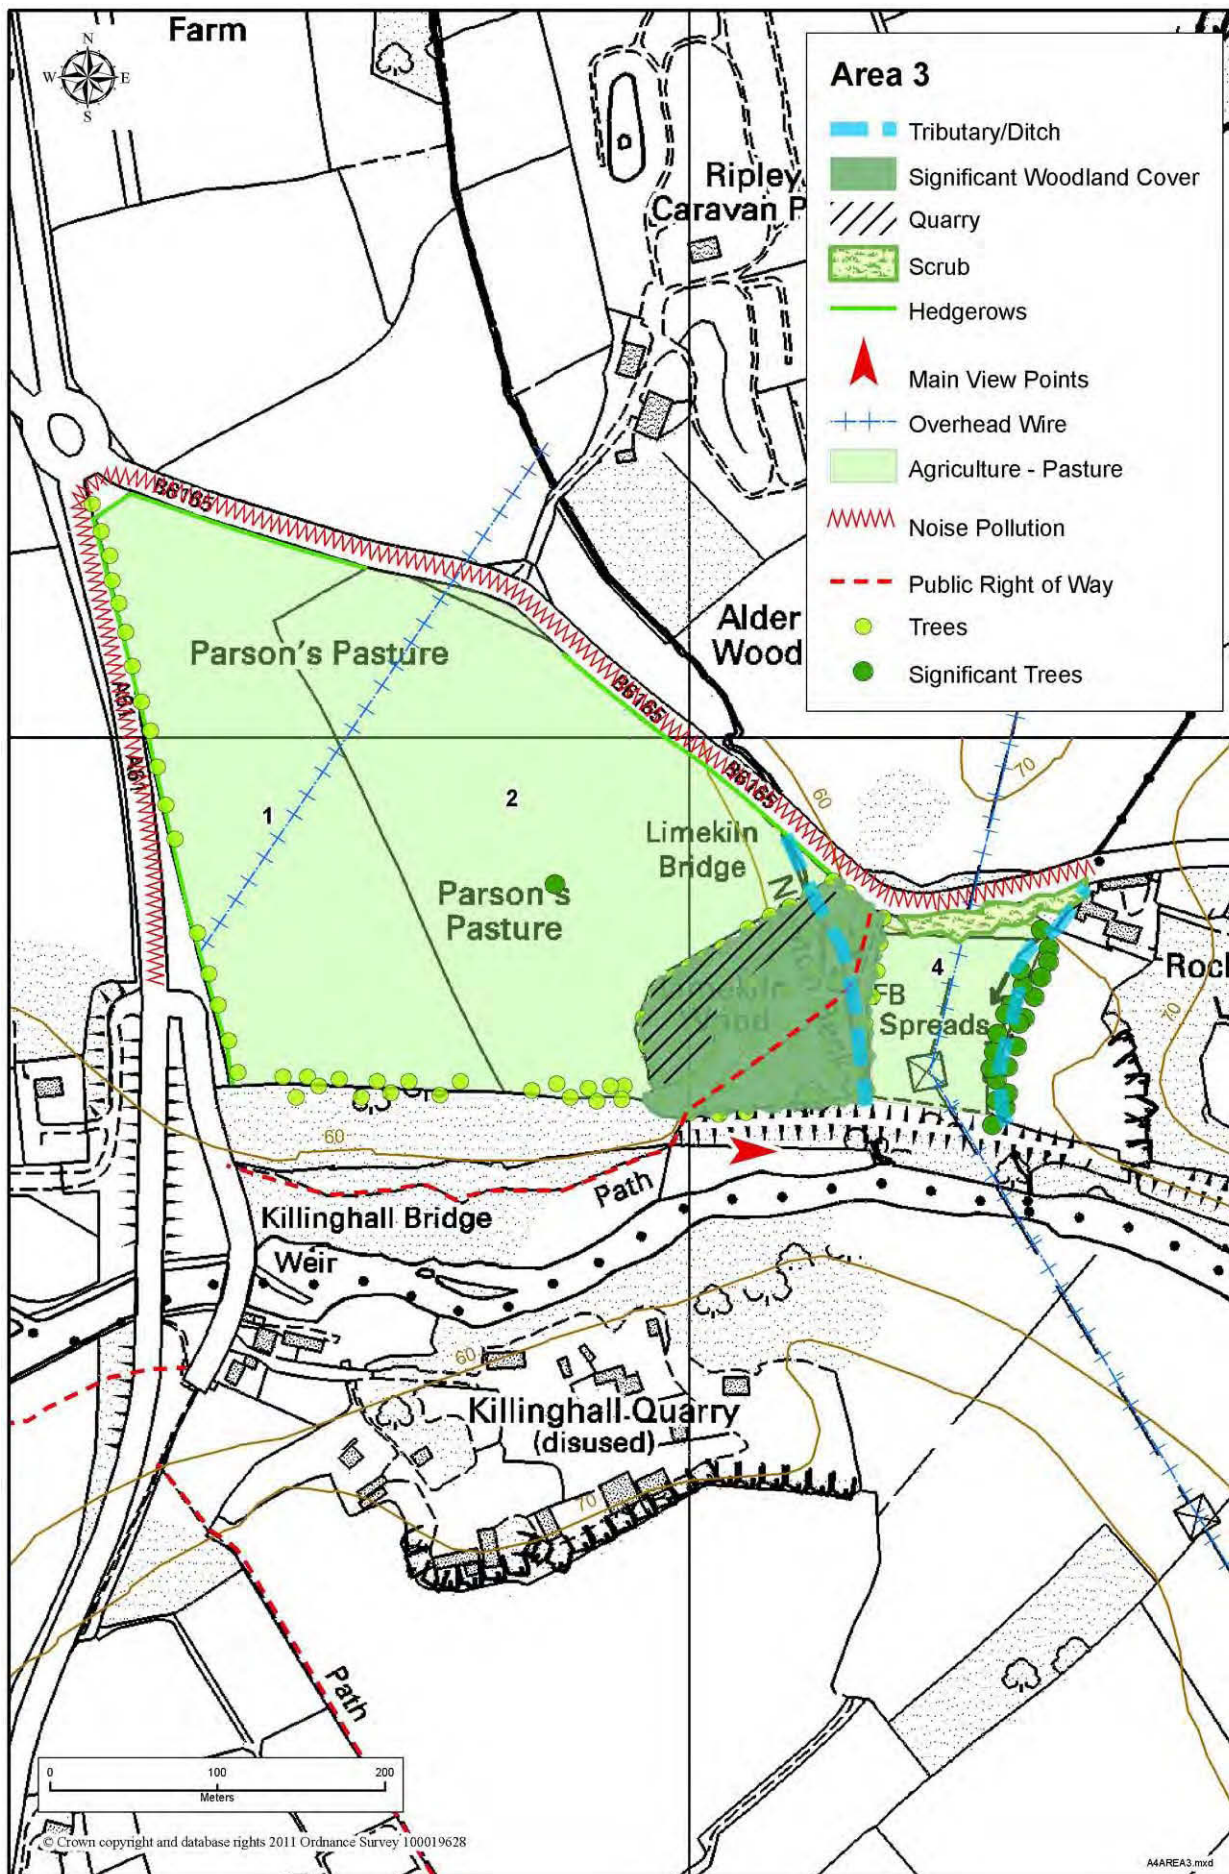 Farm
N
W E
S
Area 3
Tributary/Ditch
Significant Woodland Cover
Quarry
Scrub
Hedgerows
Main View Points
Overhead Wire
Agriculture - Pasture
Noise Pollution
Public Right of Way
Trees
Significant Trees
Ripley
Caravan P
B6165
Alder
Wood
Parson's Pasture
B6165
A61
A61
70
B6165
60
1
2
Limekiln
Bridge
Parson's
Pasture
4
Rock
FB
Spreads
70
60
Path
Killinghall Bridge
Weir
60
Killinghall Quarry
(disused)
70
Path
0 100 200
Meters
© Crown copyright and database rights 2011 Ordnance Survey 100019628
A4AREA3.mxd